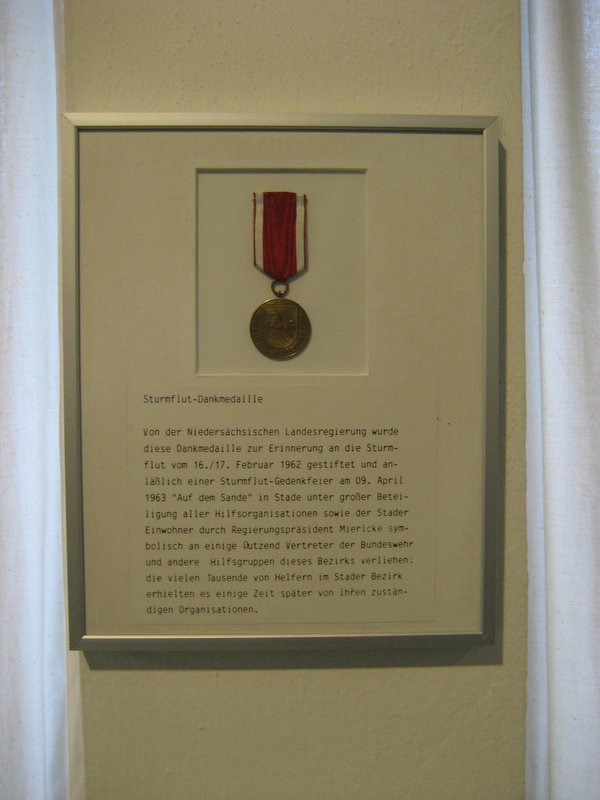 Sturmflut-Dankmedaille
Von der Niedersächsischen Landesregierung wurde
diese Dankmedaille zur Erinnerung an die Sturm-
flut vom 16./17. Februar 1962 gestiftet und an-
läßlich einer Sturmflut-Gedenkfeier am 09. April
1963 "Auf dem Sande" in Stade unter großer Betei-
ligung aller Hilfsorganisationen sowie der Stader
Einwohner durch Regierungspräsident Miericke sym-
bolisch an einige Dutzend Vertreter der Bundeswehr
und andere Hilfsgruppen dieses Bezirks verliehen;
die vielen Tausende von Helfern im Stader Bezirk
erhielten es einige Zeit später von ihren zustän-
digen Organisationen.